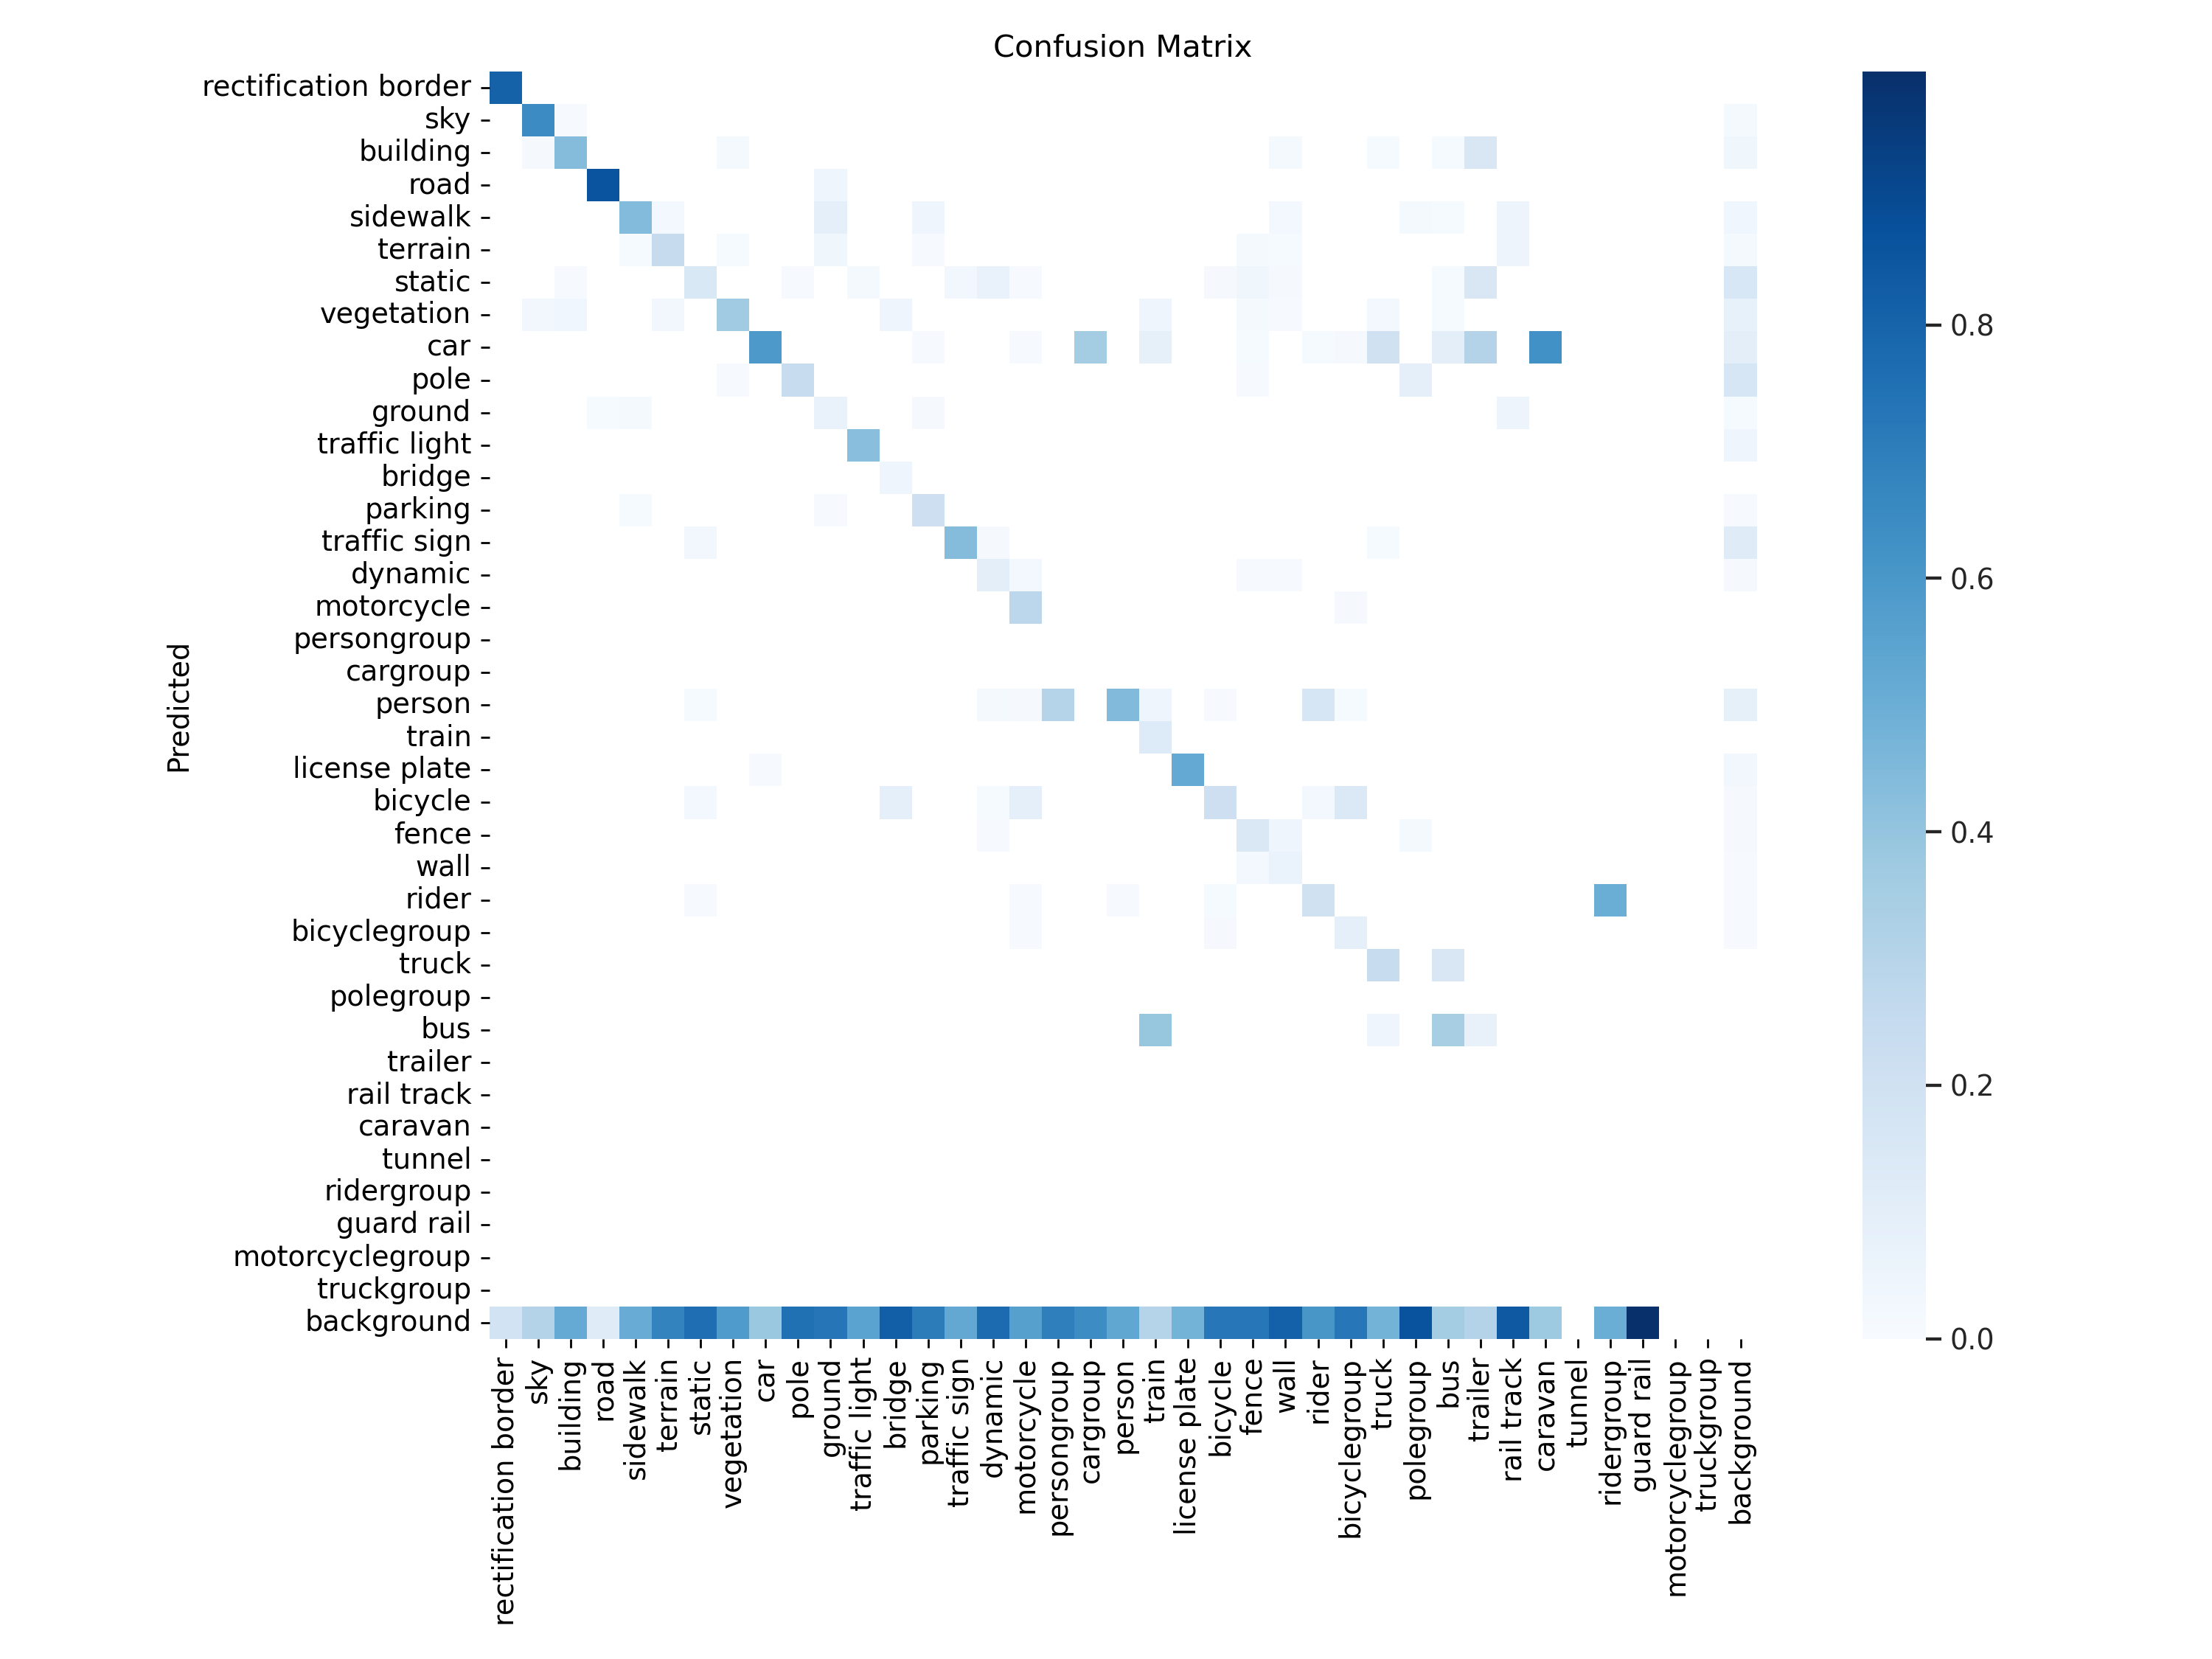 Confusion Matrix
rectification border
sky
building
road
sidewalk
terrain
static
vegetation
car
pole
ground
traffic light
bridge
parking
traffic sign
dynamic
motorcycle
persongroup
cargroup
person
train
license plate
bicycle
fence
wall
rider
bicyclegroup
truck
polegroup
bus
trailer
rail track
caravan
tunnel
ridergroup
guard rail
motorcyclegroup
truckgroup
background
Predicted
rectification border
sky
building
road
sidewalk
terrain
static
vegetation
car
pole
ground
traffic light
bridge
parking
traffic sign
dynamic
motorcycle
persongroup
cargroup
person
train
license plate
bicycle
fence
wall
rider
bicyclegroup
truck
polegroup
bus
trailer
rail track
caravan
tunnel
ridergroup
guard rail
motorcyclegroup
truckgroup
background
0.8
0.6
0.4
0.2
0.0